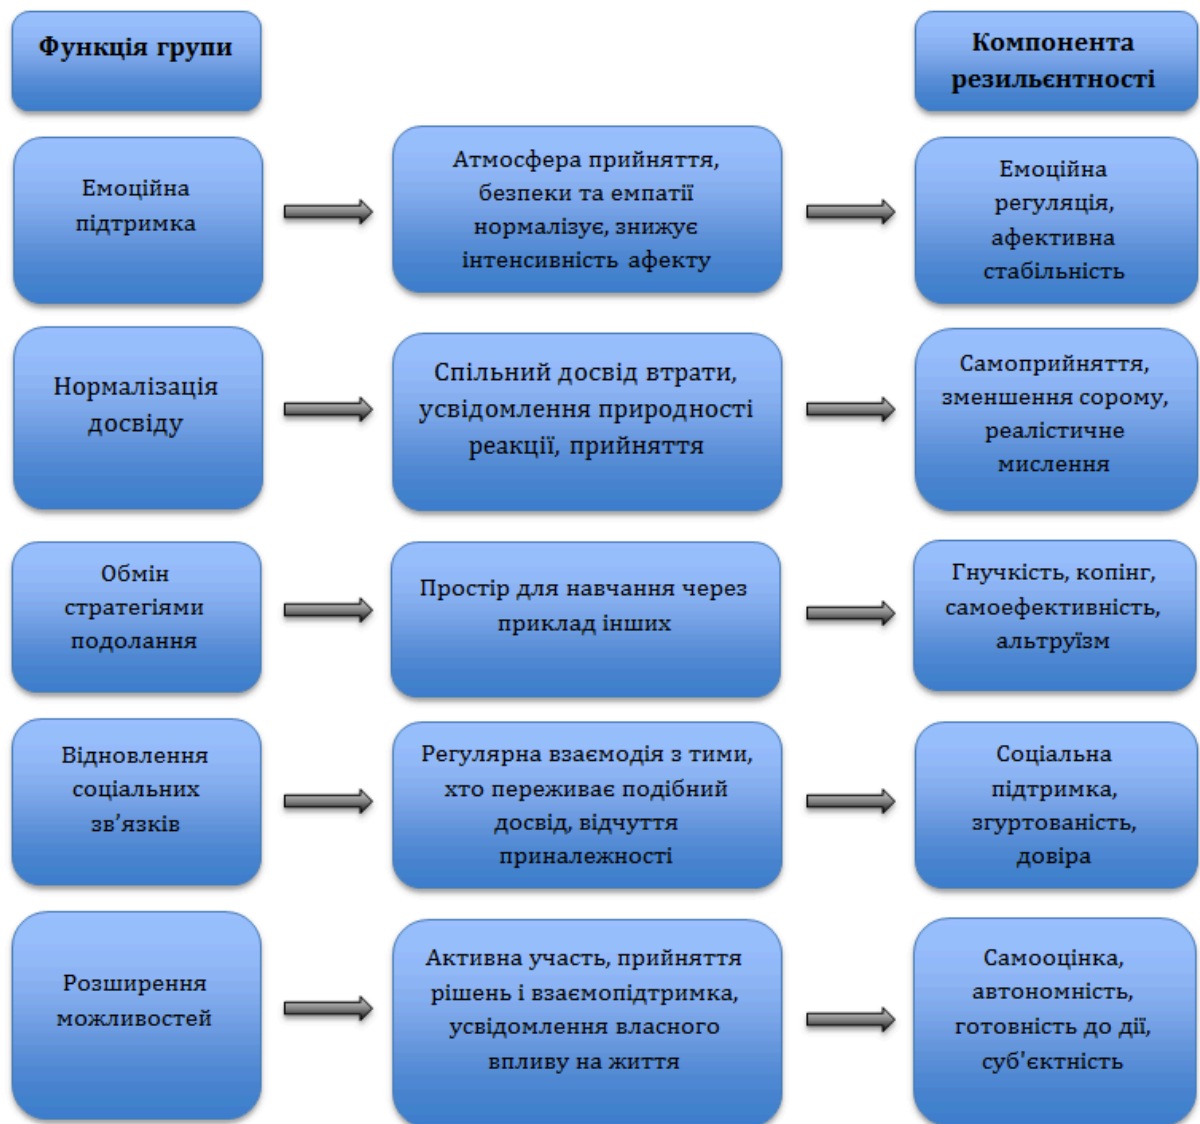 Функція групи
Компонента
резильєнтності
Емоційна
підтримка
Атмосфера прийняття,
безпеки та емпатії
нормалізує, знижує
інтенсивність афекту
Емоційна
регуляція,
афективна
стабільність
Нормалізація
досвіду
Спільний досвід втрати,
усвідомлення природності
реакції, прийняття
Самоприйняття,
зменшення сорому,
реалістичне
мислення
Обмін
стратегіями
подолання
Простір для навчання через
приклад інших
Гнучкість, копінг,
самоефективність,
альтруїзм
Відновлення
соціальних
зв’язків
Регулярна взаємодія з тими,
хто переживає подібний
досвід, відчуття
приналежності
Соціальна
підтримка,
згуртованість,
довіра
Розширення
можливостей
Активна участь, прийняття
рішень і взаємопідтримка,
усвідомлення власного
впливу на життя
Самооцінка,
автономність,
готовність до дії,
суб'єктність